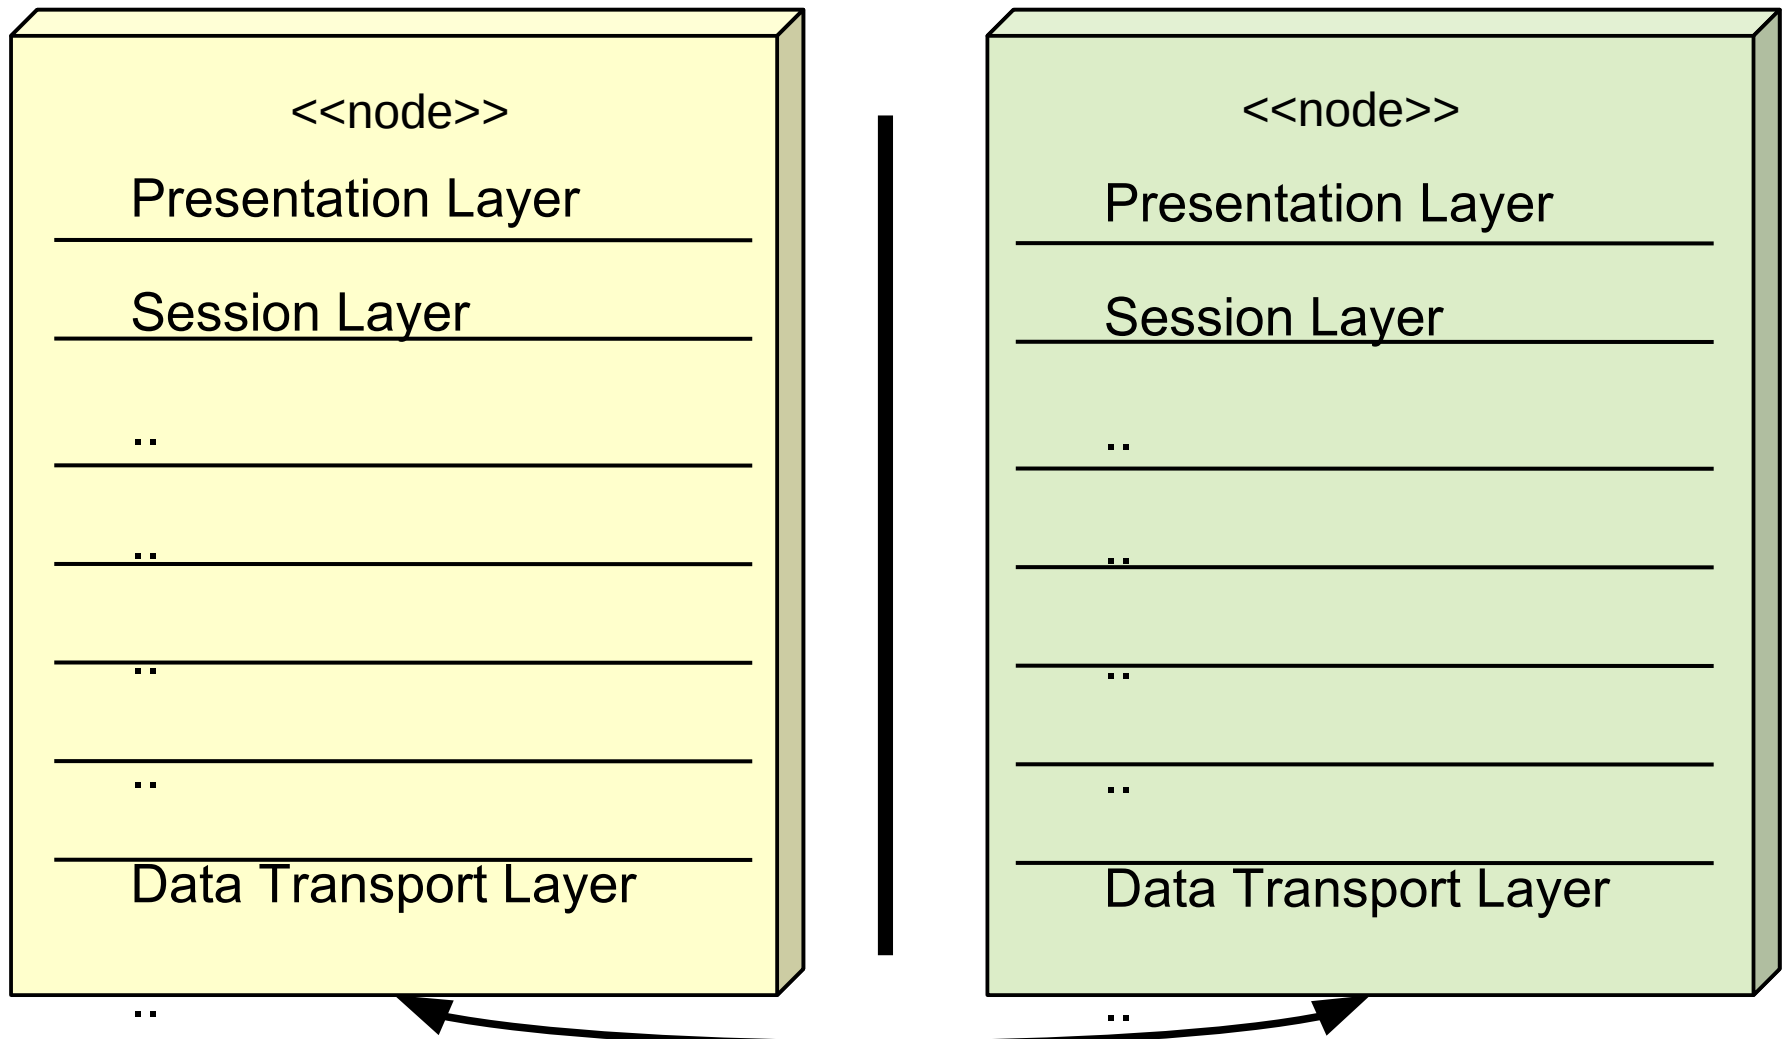 <<node>>
Presentation Layer
Session Layer
..
..
..
..
Data Transport Layer
..
<<node>>
Presentation Layer
Session Layer
..
..
..
..
Data Transport Layer
..